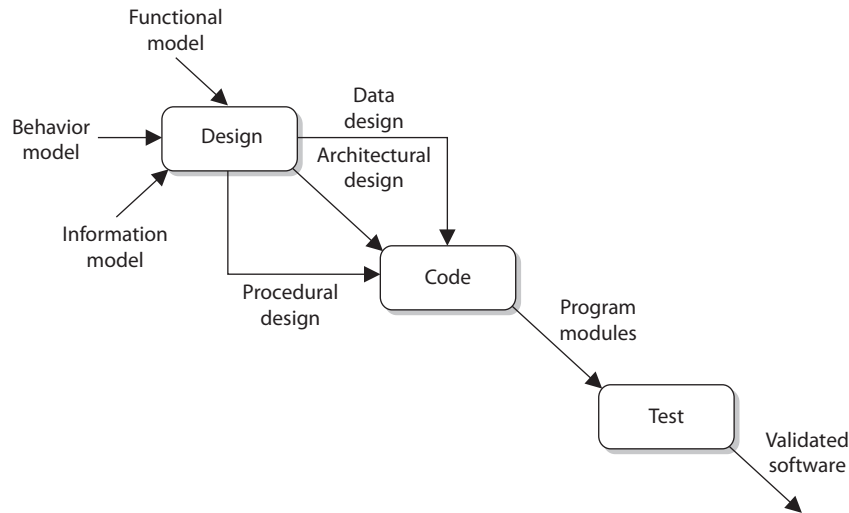 Functional
model
Behavior
model
Design
Data
design
Architectural
design
Information
model
Procedural
design
Code
Program
modules
Test
Validated
software